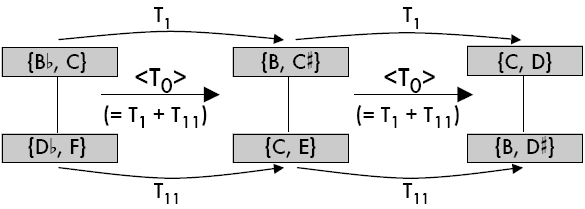 T₁ T₁
{B♭, C} {B, C♯} {C, D}
<T₀> <T₀>
(= T₁ + T₁₁) (= T₁ + T₁₁)
{D♭, F} {C, E} {B, D♯}
T₁₁ T₁₁